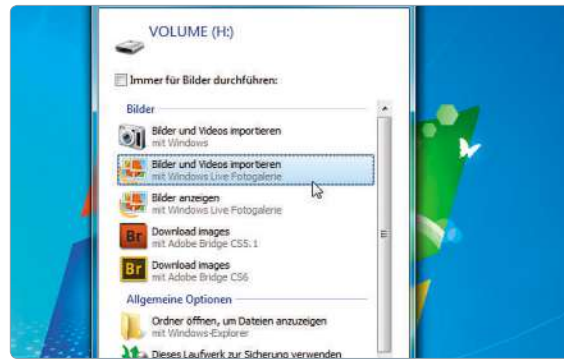 VOLUME (H:)
Immer für Bilder durchführen:
Bilder
Bilder und Videos importieren
mit Windows
Bilder und Videos importieren
mit Windows Live Fotogalerie
Bilder anzeigen
mit Windows Live Fotogalerie
Br
Download images
mit Adobe Bridge CS5.1
Br
Download images
mit Adobe Bridge CS6
Allgemeine Optionen
Ordner öffnen, um Dateien anzuzeigen
mit Windows-Explorer
Dieses Laufwerk zur Sicherung verwenden